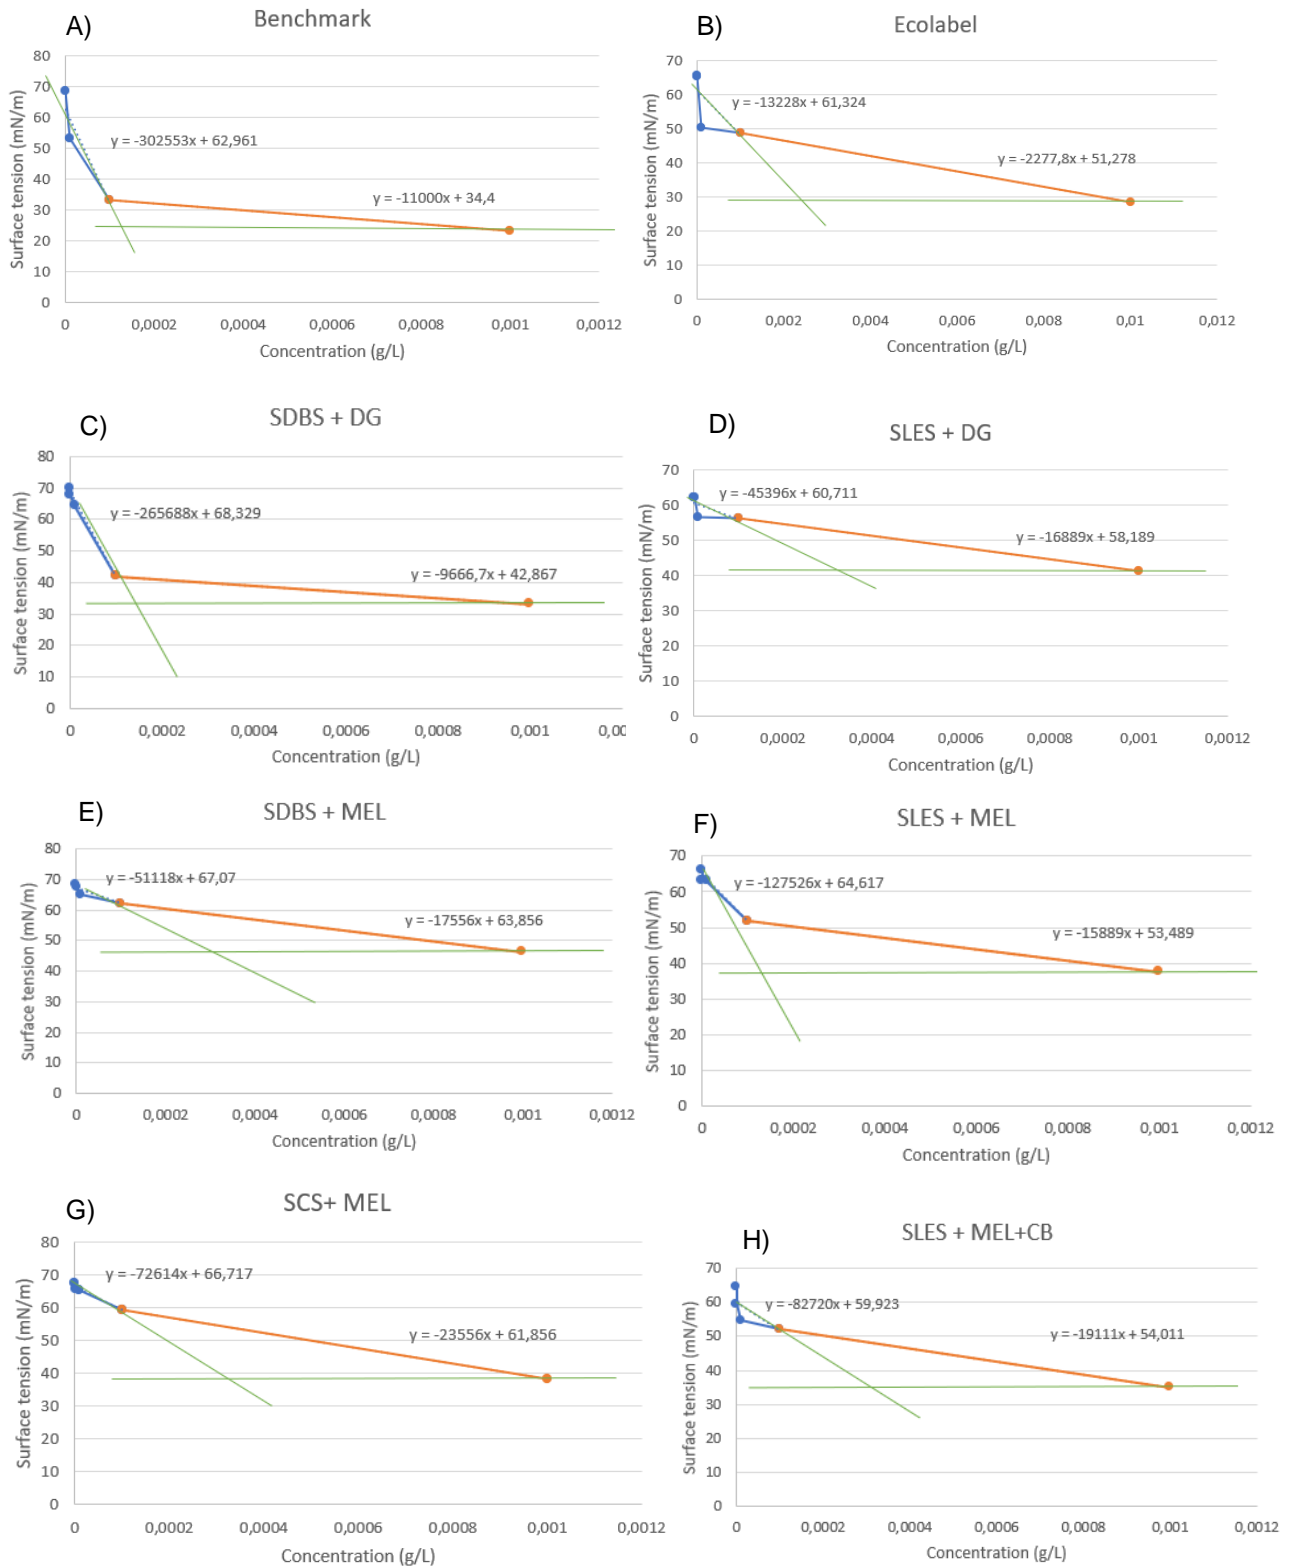 A)
Benchmark
Surface tension (mN/m)
80
70
60
50
40
30
20
10
0
y = -302553x + 62,961
y = -11000x + 34,4
0 0,0002 0,0004 0,0006 0,0008 0,001 0,0012
Concentration (g/L)
B)
Ecolabel
Surface tension (mN/m)
70
60
50
40
30
20
10
0
y = -13228x + 61,324
y = -2277,8x + 51,278
0 0,002 0,004 0,006 0,008 0,01 0,012
Concentration (g/L)
C)
SDBS + DG
Surface tension (mN/m)
80
70
60
50
40
30
20
10
0
y = -265688x + 68,329
y = -9666,7x + 42,867
0 0,0002 0,0004 0,0006 0,0008 0,001 0,00
Concentration (g/L)
D)
SLES + DG
Surface tension (mN/m)
70
60
50
40
30
20
10
0
y = -45396x + 60,711
y = -16889x + 58,189
0 0,0002 0,0004 0,0006 0,0008 0,001 0,0012
Concentration (g/L)
E)
SDBS + MEL
Surface tension (mN/m)
80
70
60
50
40
30
20
10
0
y = -51118x + 67,07
y = -17556x + 63,856
0 0,0002 0,0004 0,0006 0,0008 0,001 0,0012
Concentration (g/L)
F)
SLES + MEL
Surface tension (mN/m)
70
60
50
40
30
20
10
0
y = -127526x + 64,617
y = -15889x + 53,489
0 0,0002 0,0004 0,0006 0,0008 0,001 0,0012
Concentration (g/L)
G)
SCS+ MEL
Surface tension (mN/m)
80
70
60
50
40
30
20
10
0
y = -72614x + 66,717
y = -23556x + 61,856
0 0,0002 0,0004 0,0006 0,0008 0,001 0,0012
Concentration (g/L)
H)
SLES + MEL+CB
Surface tension (mN/m)
70
60
50
40
30
20
10
0
y = -82720x + 59,923
y = -19111x + 54,011
0 0,0002 0,0004 0,0006 0,0008 0,001 0,0012
Concentration (g/L)